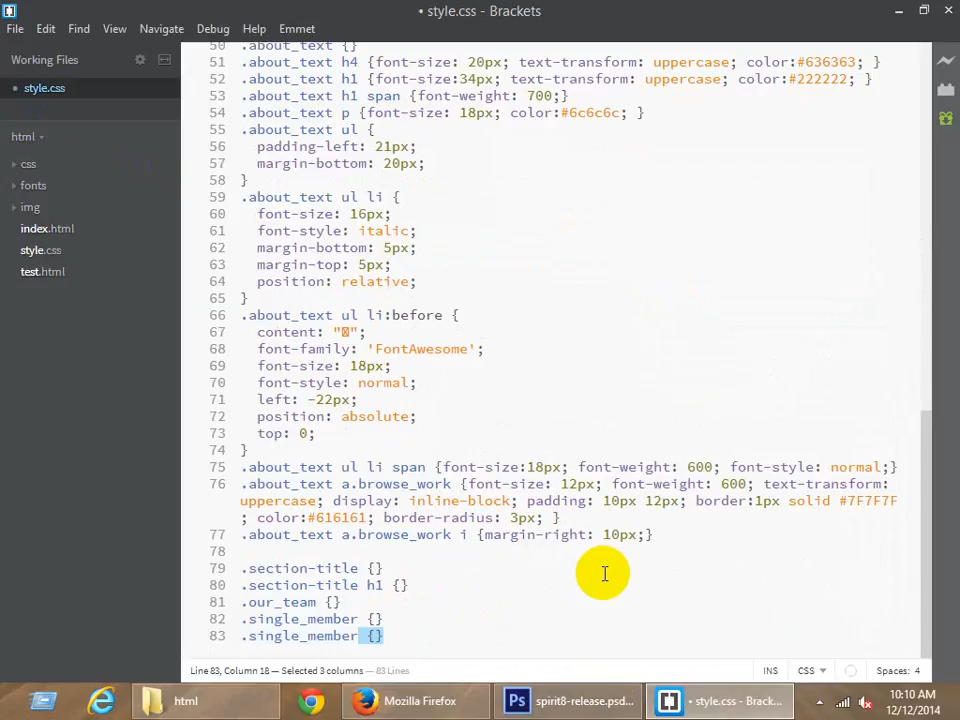 • style.css - Brackets
File Edit Find View Navigate Debug Help Emmet
Working Files
• style.css
html
css
fonts
img
index.html
style.css
test.html
50 .about_text {}
51 .about_text h4 {font-size: 20px; text-transform: uppercase; color:#636363; }
52 .about_text h1 {font-size:34px; text-transform: uppercase; color:#222222; }
53 .about_text h1 span {font-weight: 700;}
54 .about_text p {font-size: 18px; color:#6c6c6c; }
55 .about_text ul {
56 padding-left: 21px;
57 margin-bottom: 20px;
58 }
59 .about_text ul li {
60 font-size: 16px;
61 font-style: italic;
62 margin-bottom: 5px;
63 margin-top: 5px;
64 position: relative;
65 }
66 .about_text ul li:before {
67 content: "";
68 font-family: 'FontAwesome';
69 font-size: 18px;
70 font-style: normal;
71 left: -22px;
72 position: absolute;
73 top: 0;
74 }
75 .about_text ul li span {font-size:18px; font-weight: 600; font-style: normal;}
76 .about_text a.browse_work {font-size: 12px; font-weight: 600; text-transform:
uppercase; display: inline-block; padding: 10px 12px; border:1px solid #7F7F7F
; color:#616161; border-radius: 3px; }
77 .about_text a.browse_work i {margin-right: 10px;}
78
79 .section-title {}
80 .section-title h1 {}
81 .our_team {}
82 .single_member {}
83 .single_member {}
Line 83, Column 18 — Selected 3 columns — 83 Lines
INS CSS Spaces: 4
html
Mozilla Firefox
Ps spirit8-release.psd...
• style.css - Brack...
10:10 AM
12/12/2014